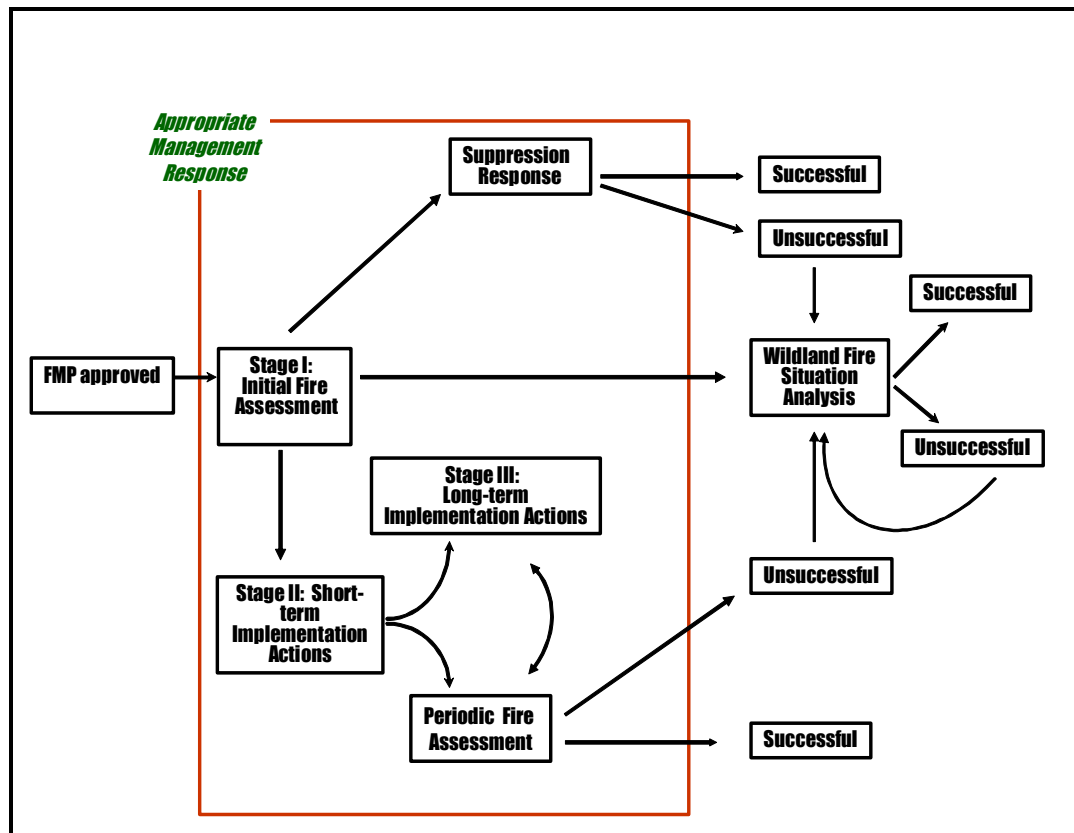 Appropriate
Management
Response
Suppression
Response
Successful
Unsuccessful
Successful
FMP approved
Stage I:
Initial Fire
Assessment
Wildland Fire
Situation
Analysis
Unsuccessful
Stage III:
Long-term
Implementation Actions
Stage II: Short-
term
Implementation
Actions
Unsuccessful
Periodic Fire
Assessment
Successful